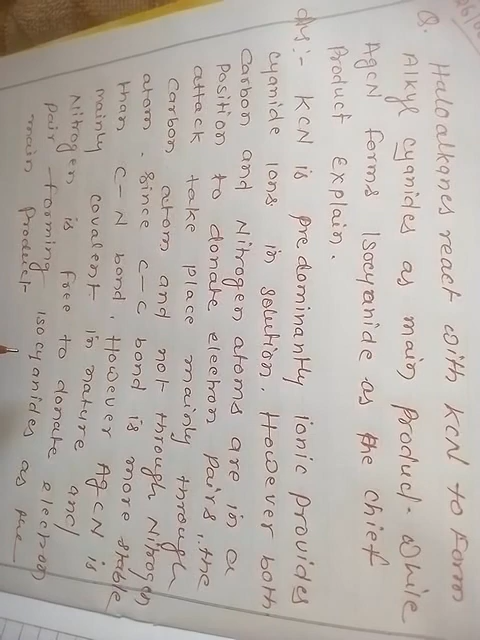 Q. Haloalkanes react with KCN to form
Alkyl cyanides as main product. While
AgCN forms Isocyanide as the chief
Product explain.
Ans:- KCN is predominantly ionic provides
cyanide ions in solution. However both
Carbon and Nitrogen atoms are in a
Position to donate electron pairs, the
attack take place mainly through
Carbon atom and not through Nitrogen
atom. Since C-C bond is more stable
than C-N bond. However AgCN is
mainly covalent in nature and
Nitrogen is free to donate electron
pair forming isocyanides as the
main Product